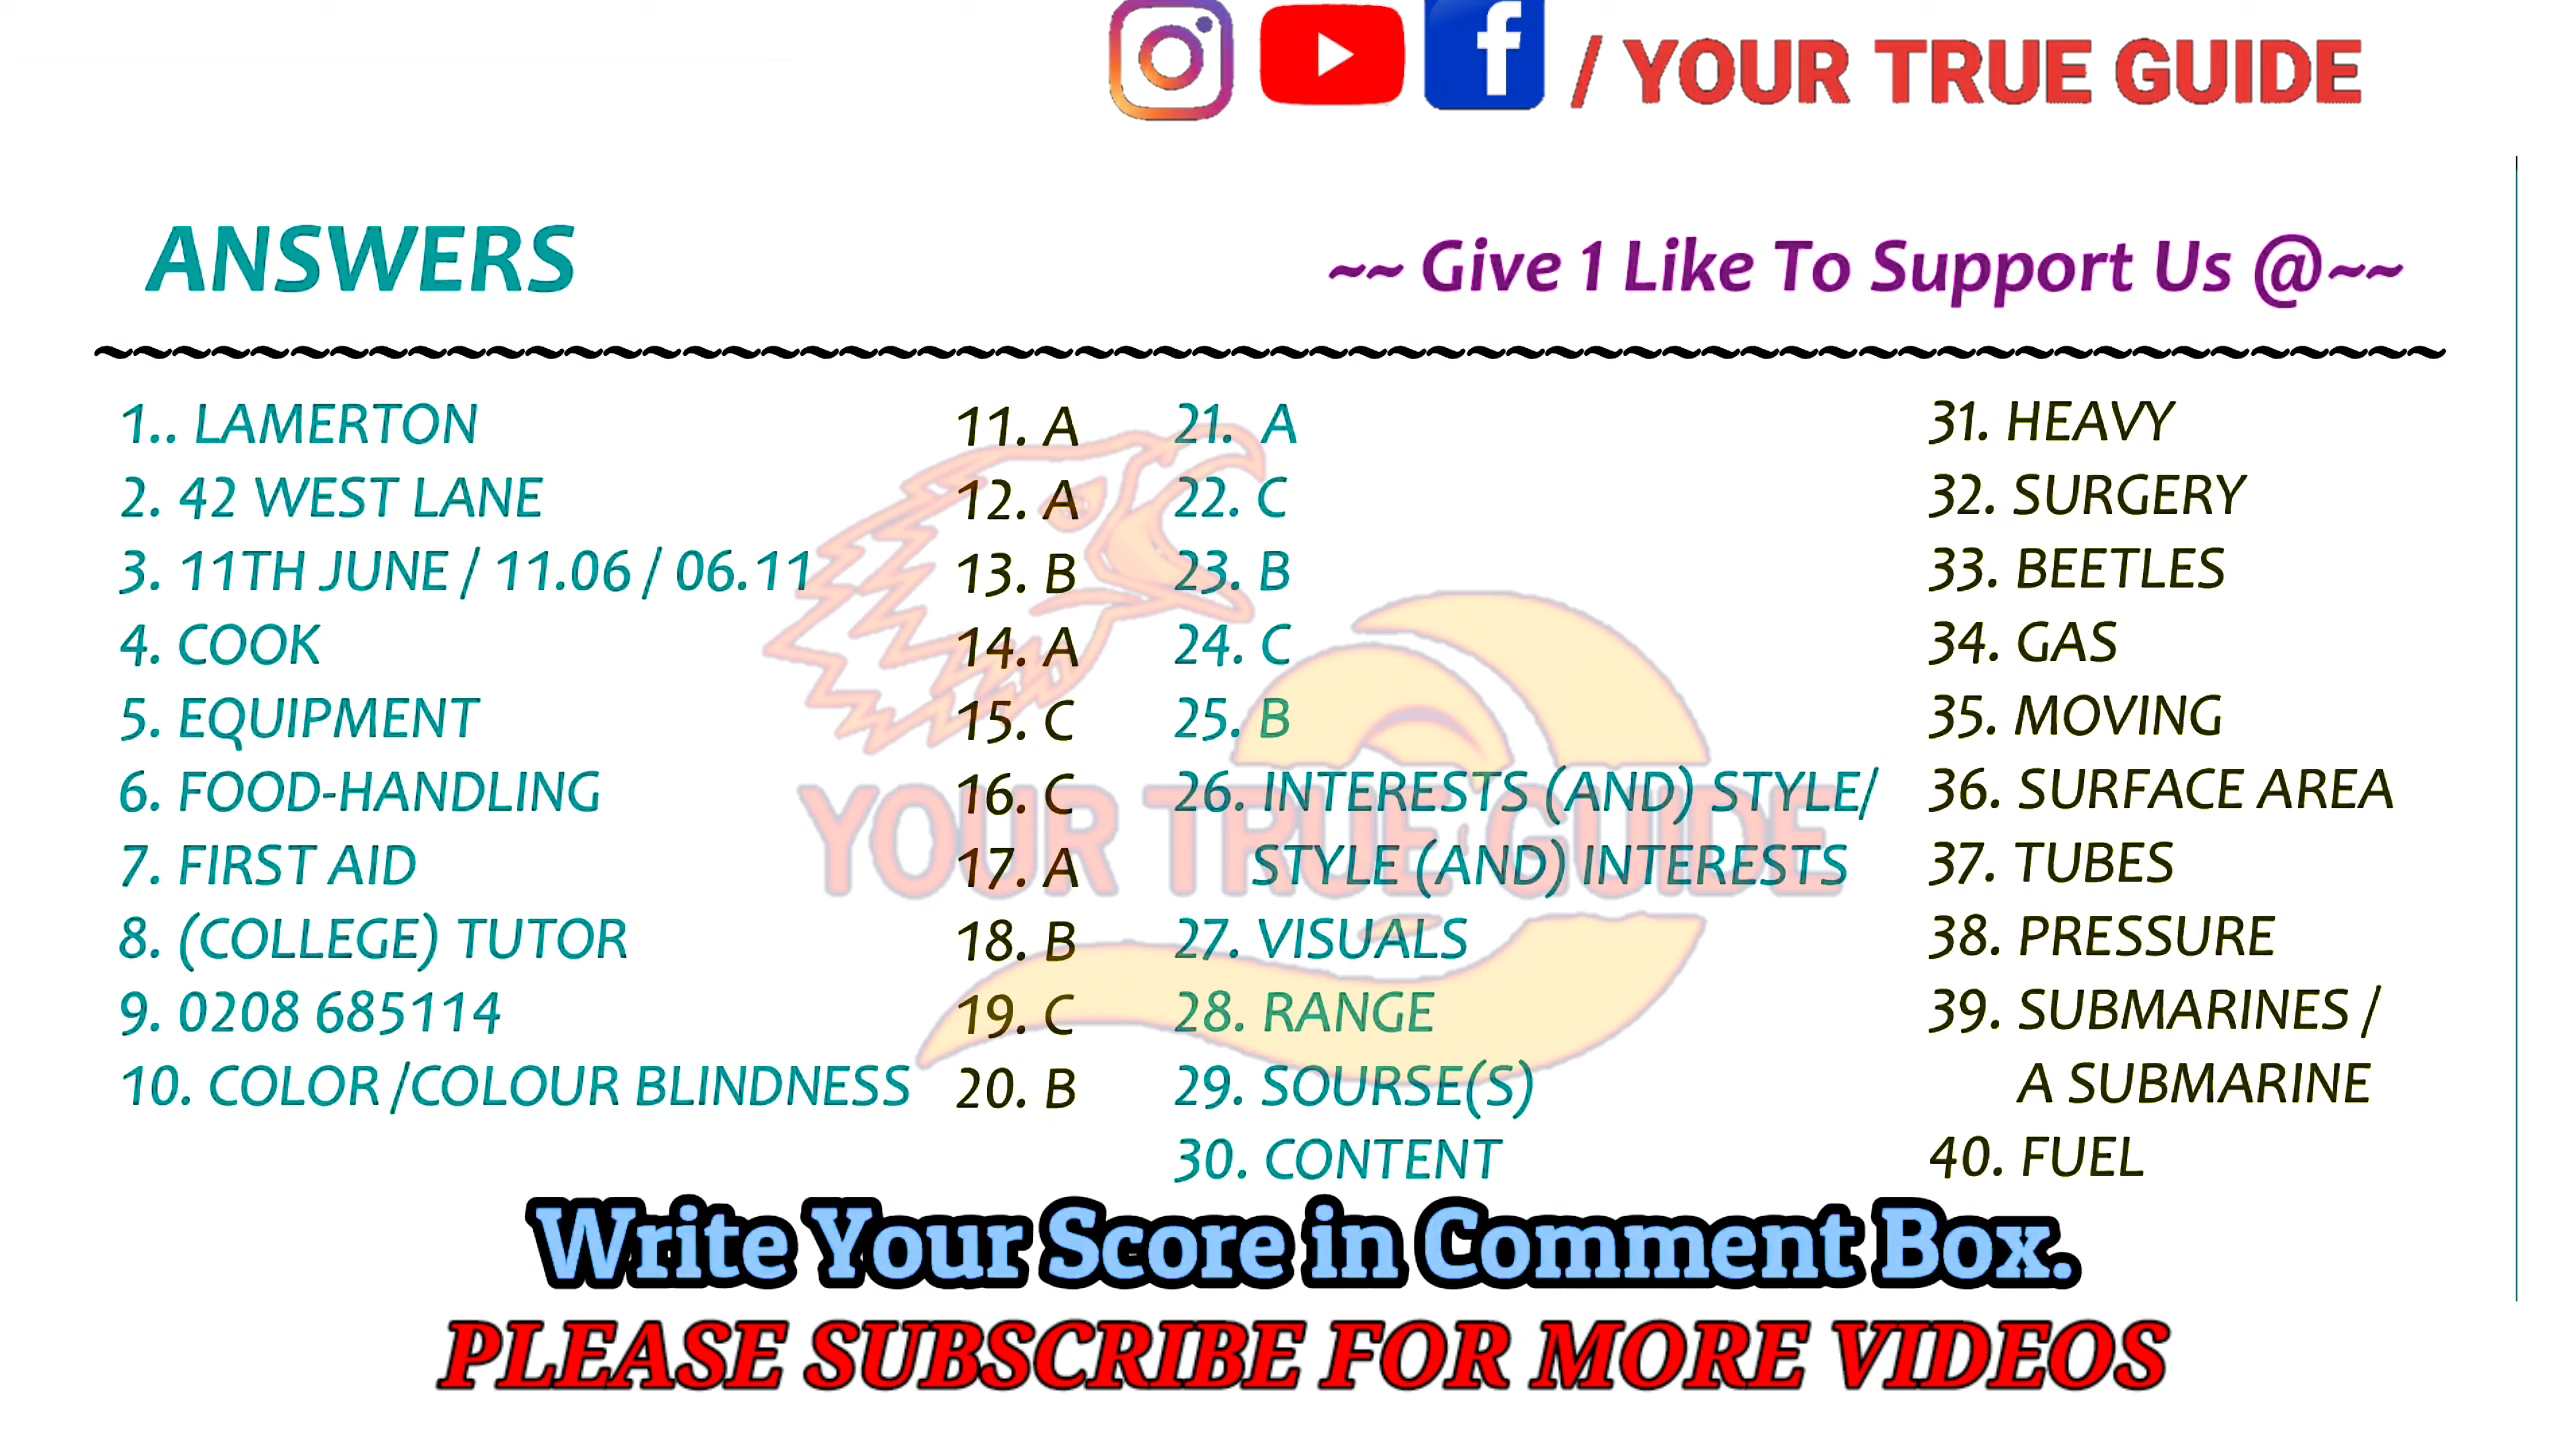 / YOUR TRUE GUIDE
ANSWERS
~~ Give 1 Like To Support Us @~~
1.. LAMERTON
2. 42 WEST LANE
3. 11TH JUNE / 11.06 / 06.11
4. COOK
5. EQUIPMENT
6. FOOD-HANDLING
7. FIRST AID
8. (COLLEGE) TUTOR
9. 0208 685114
10. COLOR /COLOUR BLINDNESS
11. A
12. A
13. B
14. A
15. C
16. C
17. A
18. B
19. C
20. B
21. A
22. C
23. B
24. C
25. B
26. INTERESTS (AND) STYLE/
STYLE (AND) INTERESTS
27. VISUALS
28. RANGE
29. SOURSE(S)
30. CONTENT
31. HEAVY
32. SURGERY
33. BEETLES
34. GAS
35. MOVING
36. SURFACE AREA
37. TUBES
38. PRESSURE
39. SUBMARINES /
A SUBMARINE
40. FUEL
YOUR TRUE GUIDE
Write Your Score in Comment Box.
PLEASE SUBSCRIBE FOR MORE VIDEOS